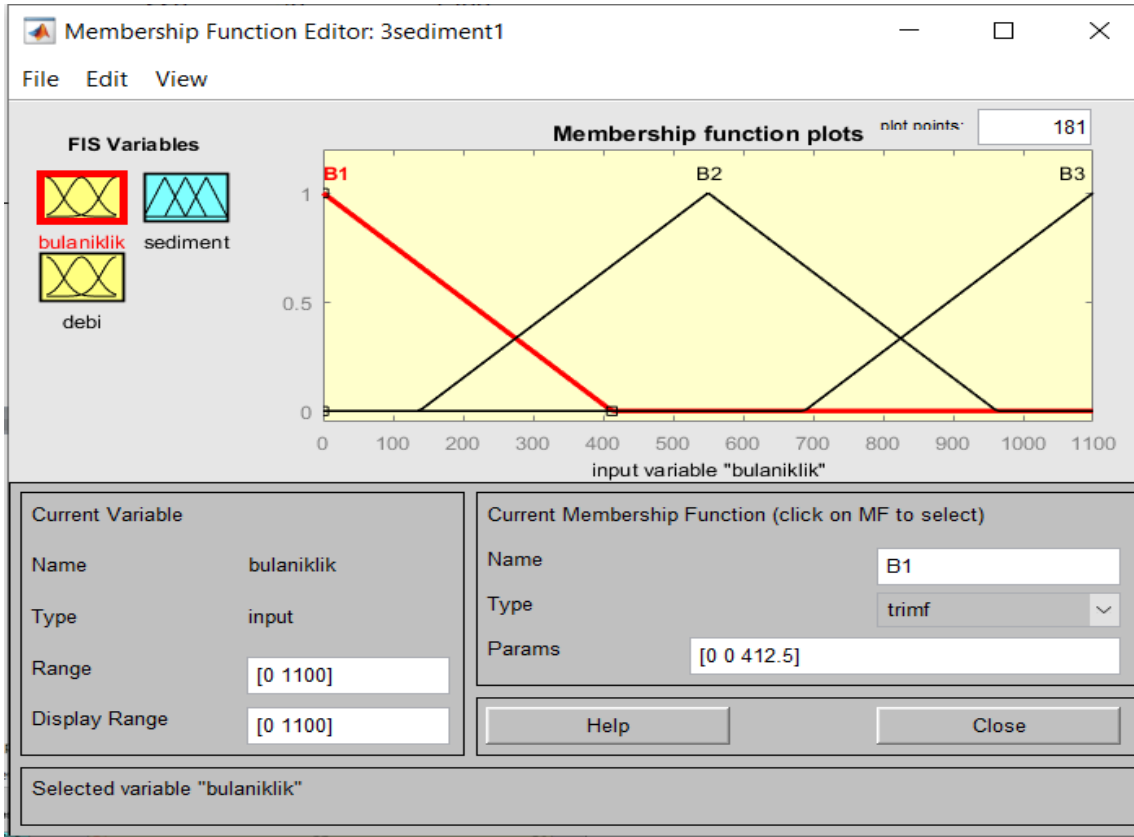 Membership Function Editor: 3sediment1
File Edit View
FIS Variables
bulaniklik sediment
debi
Membership function plots plot points: 181
B1 B2 B3
1
0.5
0
0 100 200 300 400 500 600 700 800 900 1000 1100
input variable "bulaniklik"
Current Variable
Name bulaniklik
Type input
Range [0 1100]
Display Range [0 1100]
Current Membership Function (click on MF to select)
Name B1
Type trimf
Params [0 0 412.5]
Help Close
Selected variable "bulaniklik"